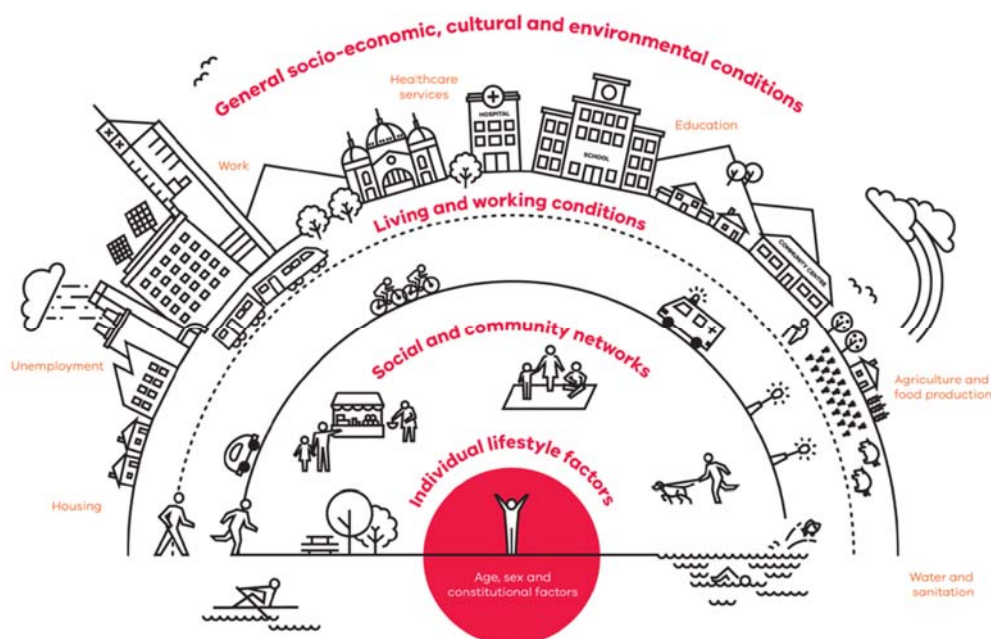 General socio-economic, cultural and environmental conditions
Healthcare
services
HOSPITAL
SCHOOL
Education
Work
Living and working conditions
COMMUNITY CENTRE
Unemployment
Social and community networks
Agriculture and
food production
Individual lifestyle factors
Housing
Age, sex and
constitutional factors
Water and
sanitation